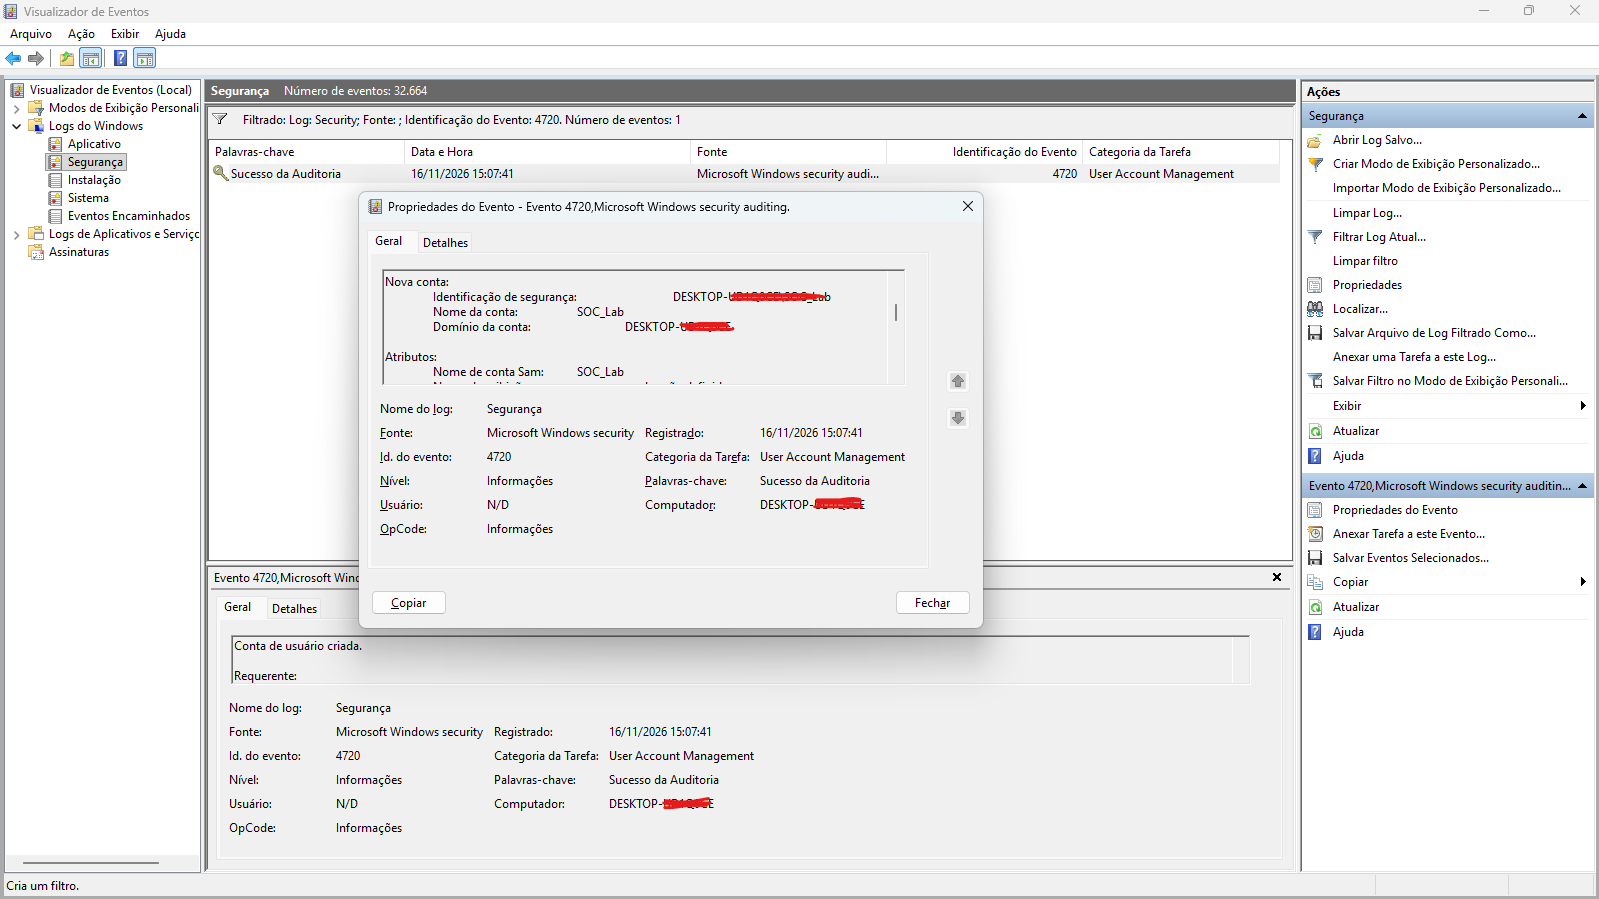 Visualizador de Eventos
Arquivo Ação Exibir Ajuda
Visualizador de Eventos (Local)
Modos de Exibição Personali
Logs do Windows
Aplicativo
Segurança
Instalação
Sistema
Eventos Encaminhados
Logs de Aplicativos e Serviço
Assinaturas
Segurança Número de eventos: 32.664
Filtrado: Log: Security; Fonte: ; Identificação do Evento: 4720. Número de eventos: 1
Palavras-chave Data e Hora Fonte Identificação do Evento Categoria da Tarefa
Sucesso da Auditoria 16/11/2026 15:07:41 Microsoft Windows security audi... 4720 User Account Management
Propriedades do Evento - Evento 4720,Microsoft Windows security auditing.
Geral Detalhes
Nova conta:
Identificação de segurança: DESKTOP-
Nome da conta: SOC_Lab
Domínio da conta: DESKTOP-
Atributos:
Nome de conta Sam: SOC_Lab
Nome do log: Segurança
Fonte: Microsoft Windows security Registrado: 16/11/2026 15:07:41
Id. do evento: 4720 Categoria da Tarefa: User Account Management
Nível: Informações Palavras-chave: Sucesso da Auditoria
Usuário: N/D Computador: DESKTOP-
OpCode: Informações
Copiar Fechar
Evento 4720,Microsoft Wind
Geral Detalhes
Conta de usuário criada.
Requerente:
Nome do log: Segurança
Fonte: Microsoft Windows security Registrado: 16/11/2026 15:07:41
Id. do evento: 4720 Categoria da Tarefa: User Account Management
Nível: Informações Palavras-chave: Sucesso da Auditoria
Usuário: N/D Computador: DESKTOP-
OpCode: Informações
Ações
Segurança
Abrir Log Salvo...
Criar Modo de Exibição Personalizado...
Importar Modo de Exibição Personalizado...
Limpar Log...
Filtrar Log Atual...
Limpar filtro
Propriedades
Localizar...
Salvar Arquivo de Log Filtrado Como...
Anexar uma Tarefa a este Log...
Salvar Filtro no Modo de Exibição Personali...
Exibir
Atualizar
Ajuda
Evento 4720,Microsoft Windows security auditin...
Propriedades do Evento
Anexar Tarefa a este Evento...
Salvar Eventos Selecionados...
Copiar
Atualizar
Ajuda
Cria um filtro.